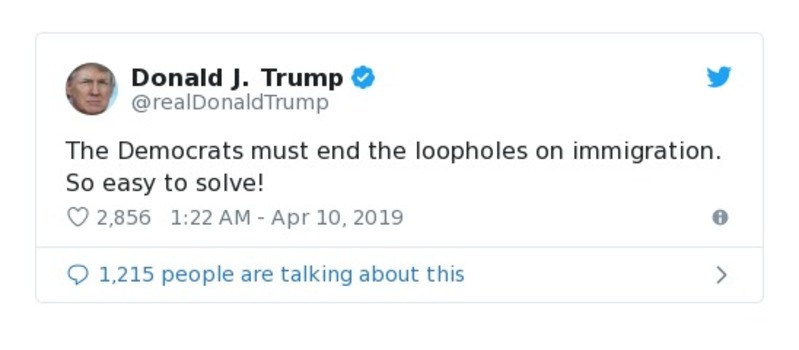 Donald J. Trump
@realDonaldTrump
The Democrats must end the loopholes on immigration.
So easy to solve!
2,856 1:22 AM - Apr 10, 2019
1,215 people are talking about this